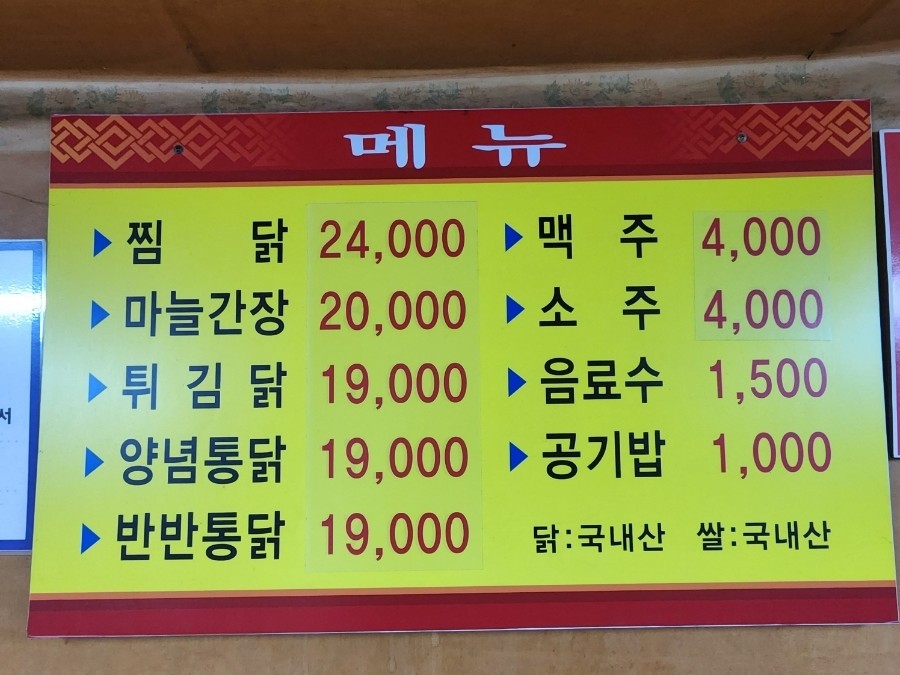 메뉴
찜 닭 24,000
마늘간장 20,000
튀김닭 19,000
양념통닭 19,000
반반통닭 19,000
맥주 4,000
소주 4,000
음료수 1,500
공기밥 1,000
닭:국내산 쌀:국내산
서